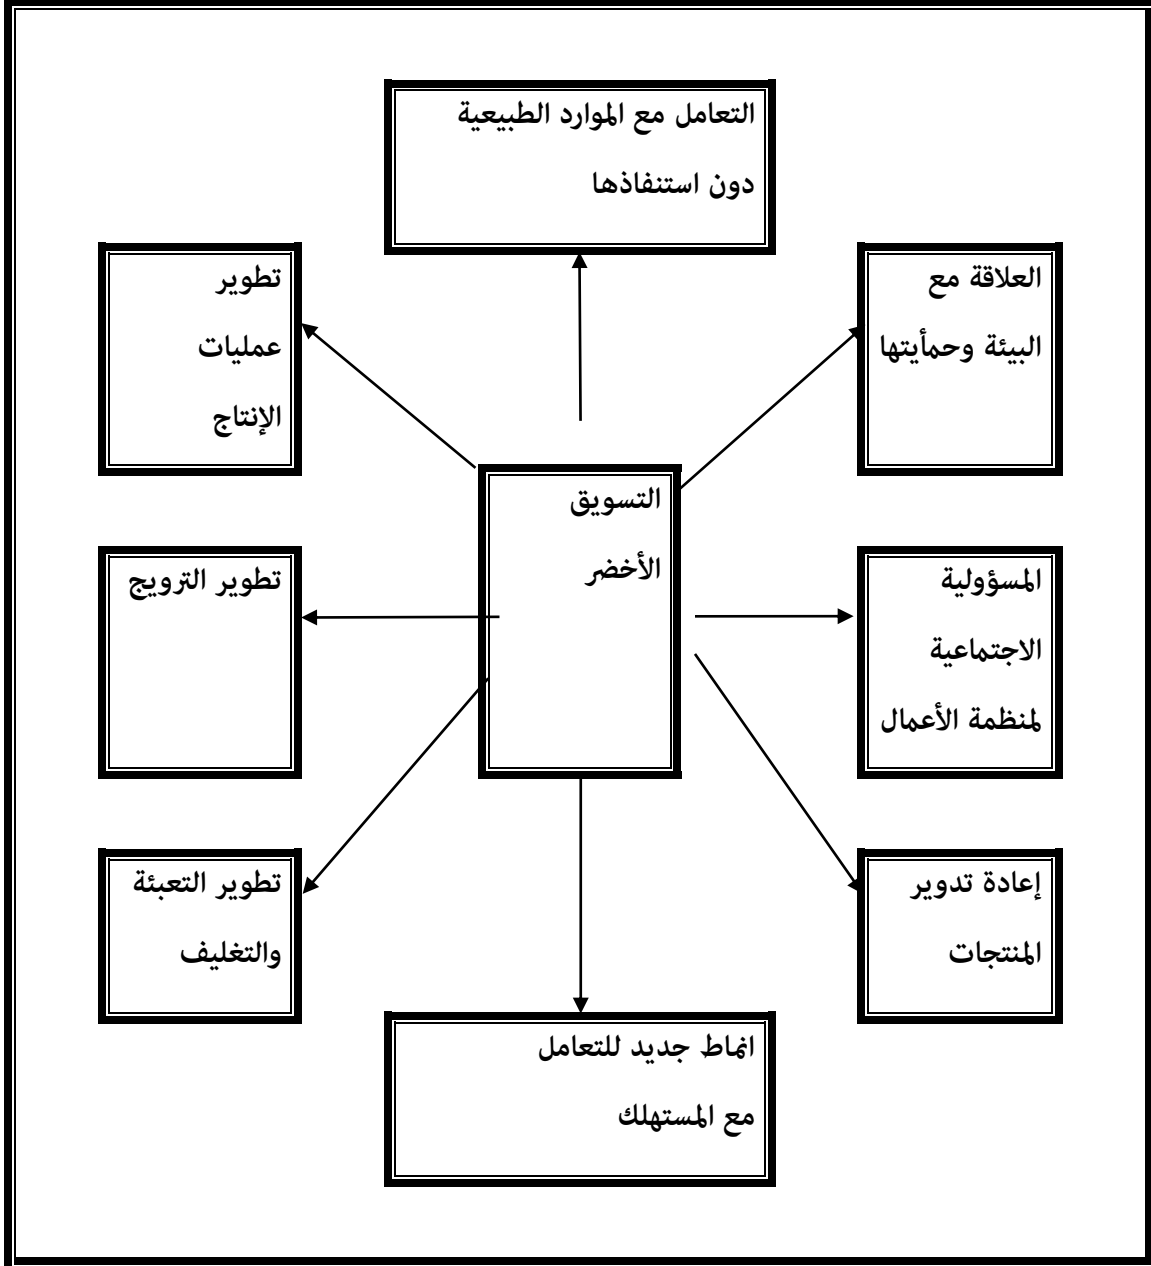 التعامل مع الموارد الطبيعية
دون استنفاذها
العلاقة مع
البيئة وحمأيتها
تطوير
عمليات
الإنتاج
التسويق
الأخضر
المسؤولية
الاجتماعية
لمنظمة الأعمال
تطوير الترويج
إعادة تدوير
المنتجات
تطوير التعبئة
والتغليف
انماط جديد للتعامل
مع المستهلك